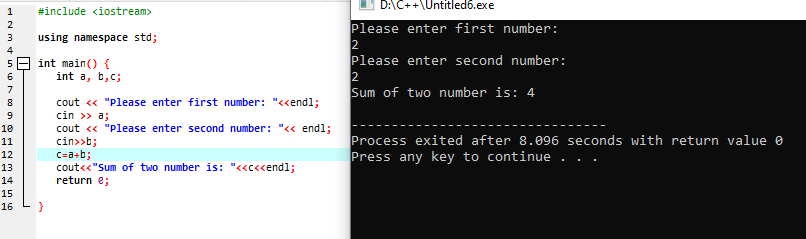 1 #include <iostream>
2
3 using namespace std;
4
5 int main() {
6 int a, b,c;
7
8 cout << "Please enter first number: "<<endl;
9 cin >> a;
10 cout << "Please enter second number: "<< endl;
11 cin>>b;
12 c=a+b;
13 cout<<"Sum of two number is: "<<c<<endl;
14 return 0;
15
16 }
D:\C++\Untitled6.exe
Please enter first number:
2
Please enter second number:
2
Sum of two number is: 4
--------------------------------
Process exited after 8.096 seconds with return value 0
Press any key to continue . . .